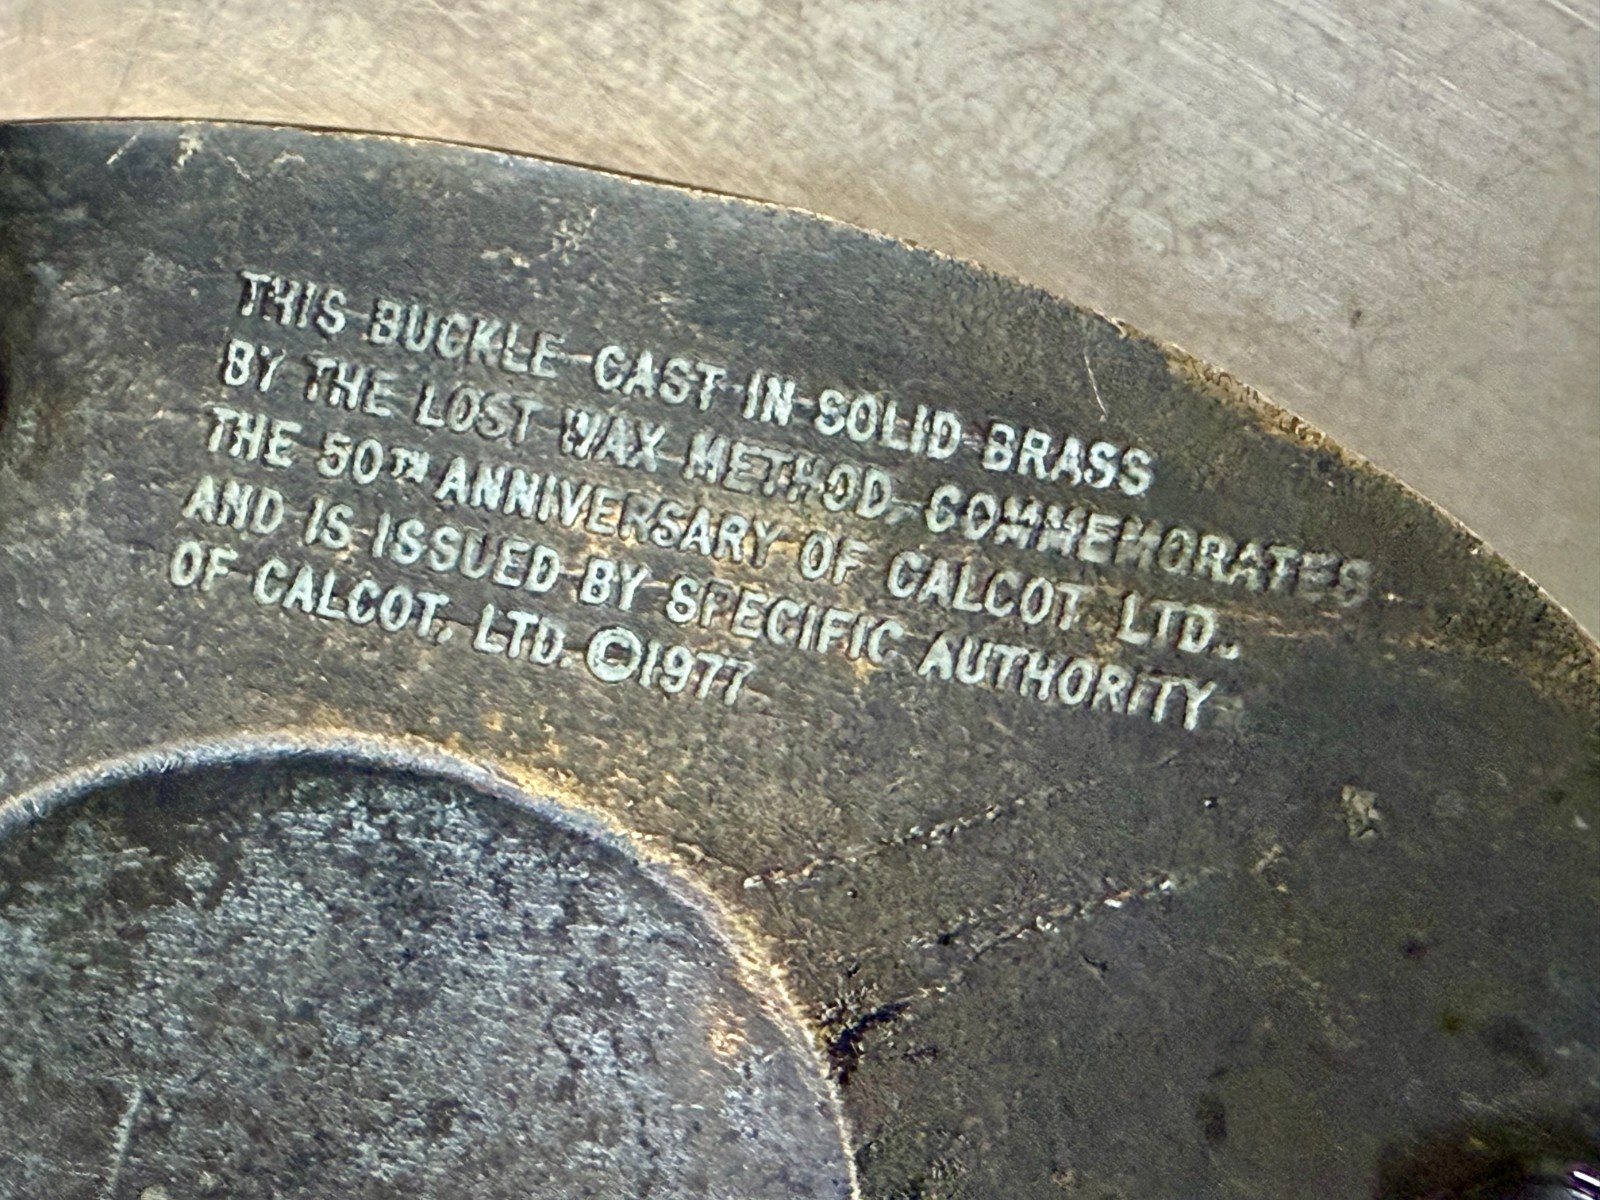 THIS BUCKLE CAST IN SOLID BRASS
BY THE LOST WAX METHOD, COMMEMORATES
THE 50TH ANNIVERSARY OF CALCOT LTD.,
AND IS ISSUED BY SPECIFIC AUTHORITY
OF CALCOT, LTD. ©1977